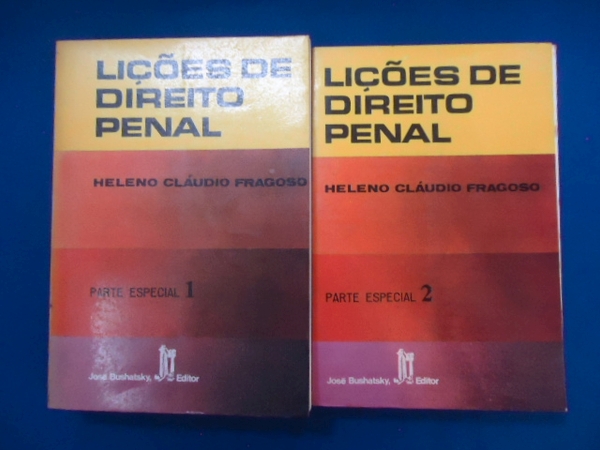 LIÇÕES DE
DIREITO
PENAL
HELENO CLÁUDIO FRAGOSO
PARTE ESPECIAL 1
José Bushatsky, Editor
LIÇÕES DE
DIREITO
PENAL
HELENO CLÁUDIO FRAGOSO
PARTE ESPECIAL 2
José Bushatsky, Editor